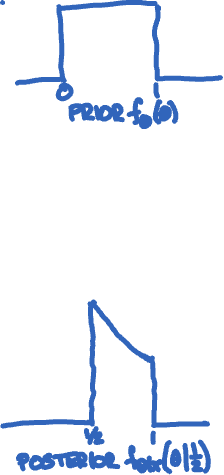 0 1
PRIOR f_Θ(θ)
1/2 1
POSTERIOR f_Θ|X(θ|1/2)